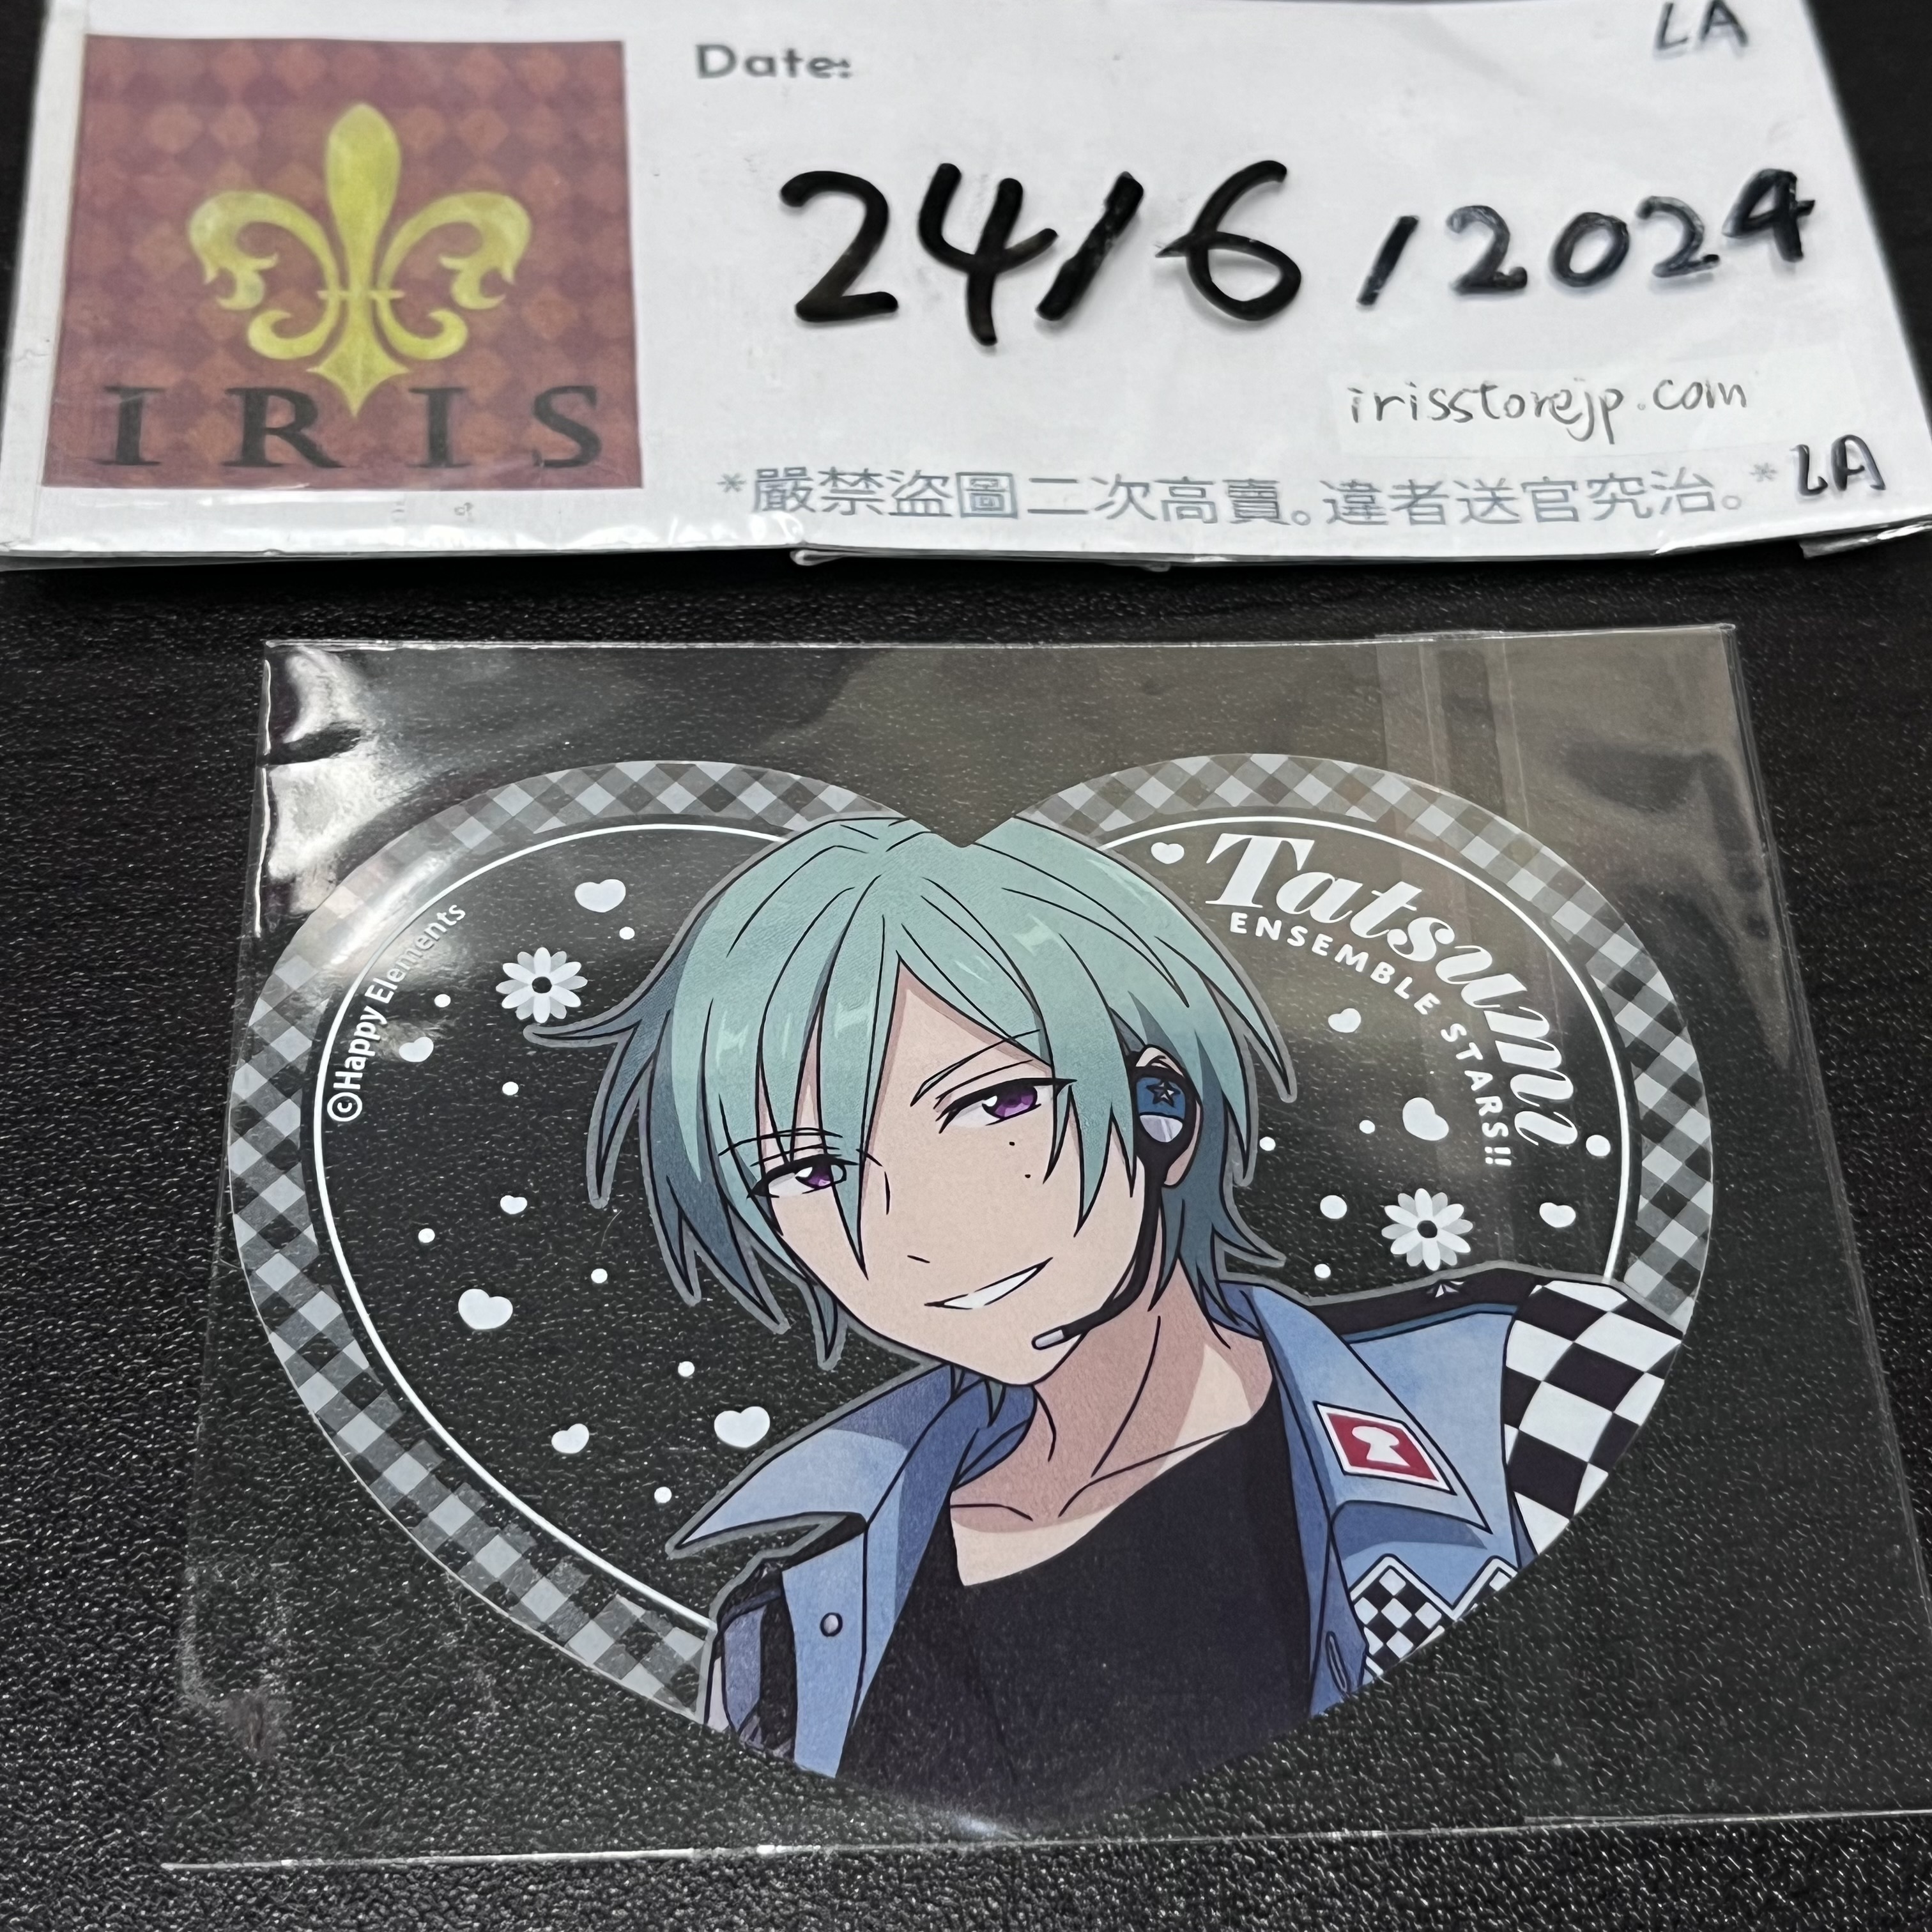 LA
Date:
24/6/2024
IRIS
irisstorejp.com
*嚴禁盜圖二次高賣。違者送官究治。* LA
Tatsumi
ENSEMBLE STARS!!
©Happy Elements